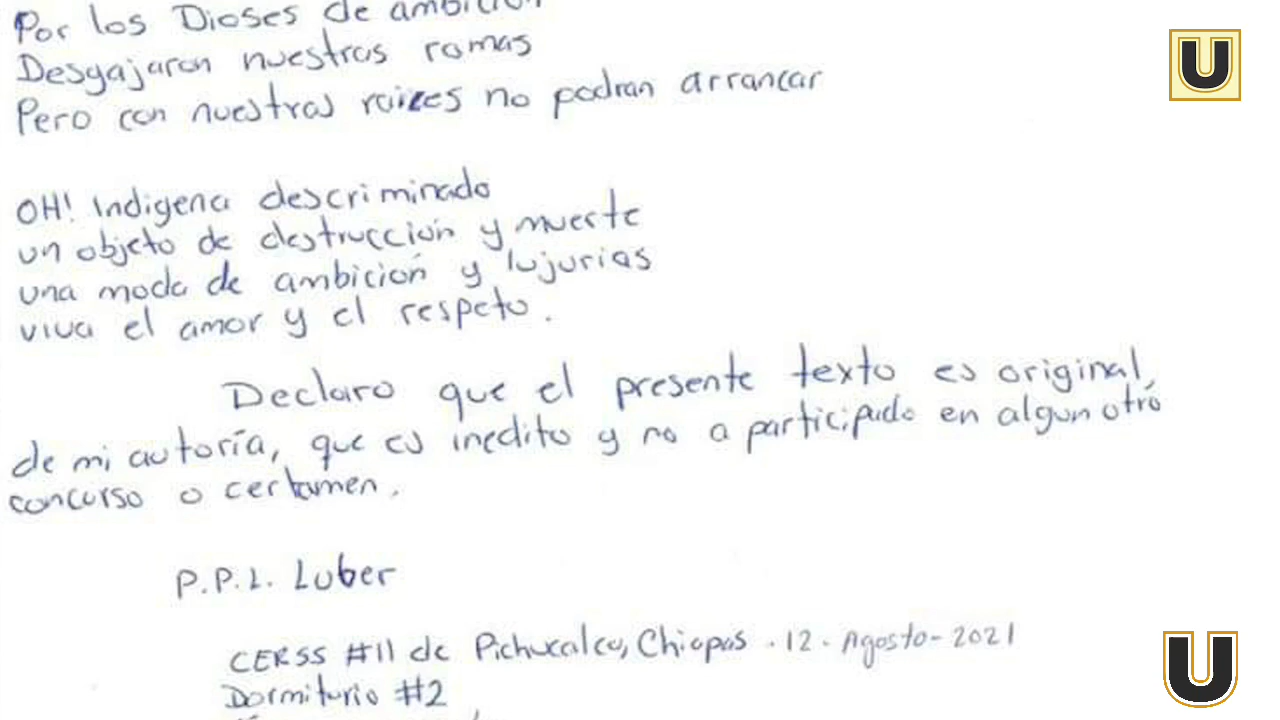 Por los Dioses de ambición
Desgajaron nuestras ramas
Pero con nuestras raices no podran arrancar
OH! Indigena descriminado
un objeto de destrucción y muerte
una moda de ambición y lujurias
viva el amor y el respeto.
Declaro que el presente texto es original,
de mi autoría, que es inedito y no a participado en algun otro
concurso o certamen.
P.P.L. Luber
CERSS #11 de Pichucalco, Chiapas . 12 - Agosto - 2021
Dormitorio #2
U
U